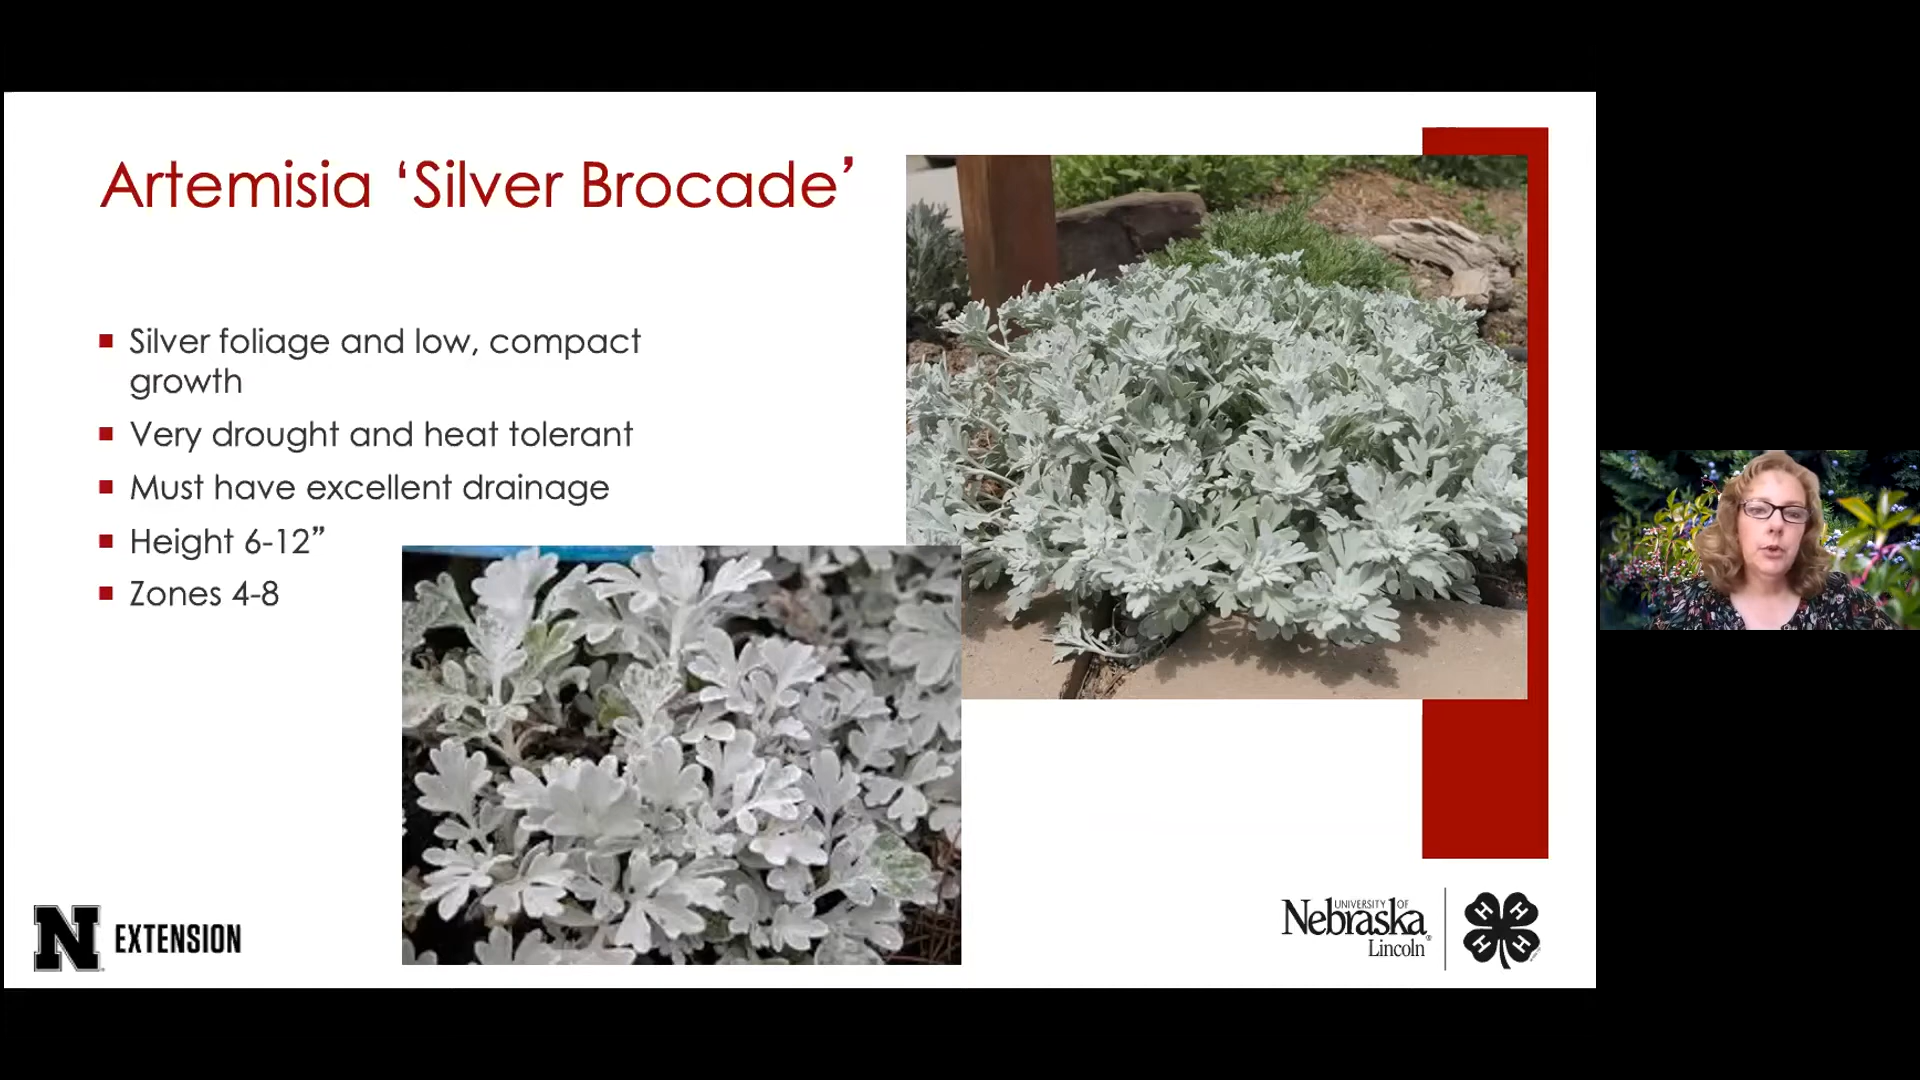 Artemisia ‘Silver Brocade’
■ Silver foliage and low, compact
growth
■ Very drought and heat tolerant
■ Must have excellent drainage
■ Height 6-12”
■ Zones 4-8
N EXTENSION
UNIVERSITY OF
Nebraska
Lincoln
H H
H H